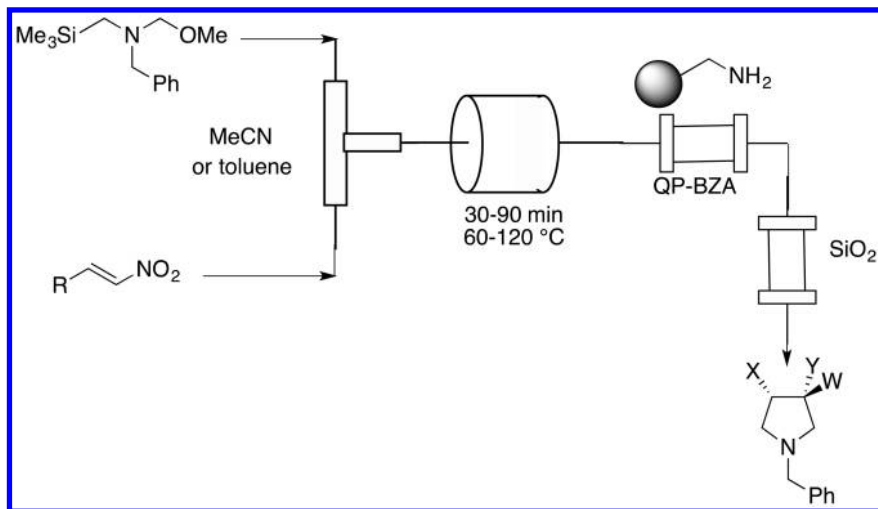 Me₃Si N OMe
Ph
MeCN
or toluene
R NO₂
30-90 min
60-120 °C
NH₂
QP-BZA
SiO₂
X Y
W
N
Ph